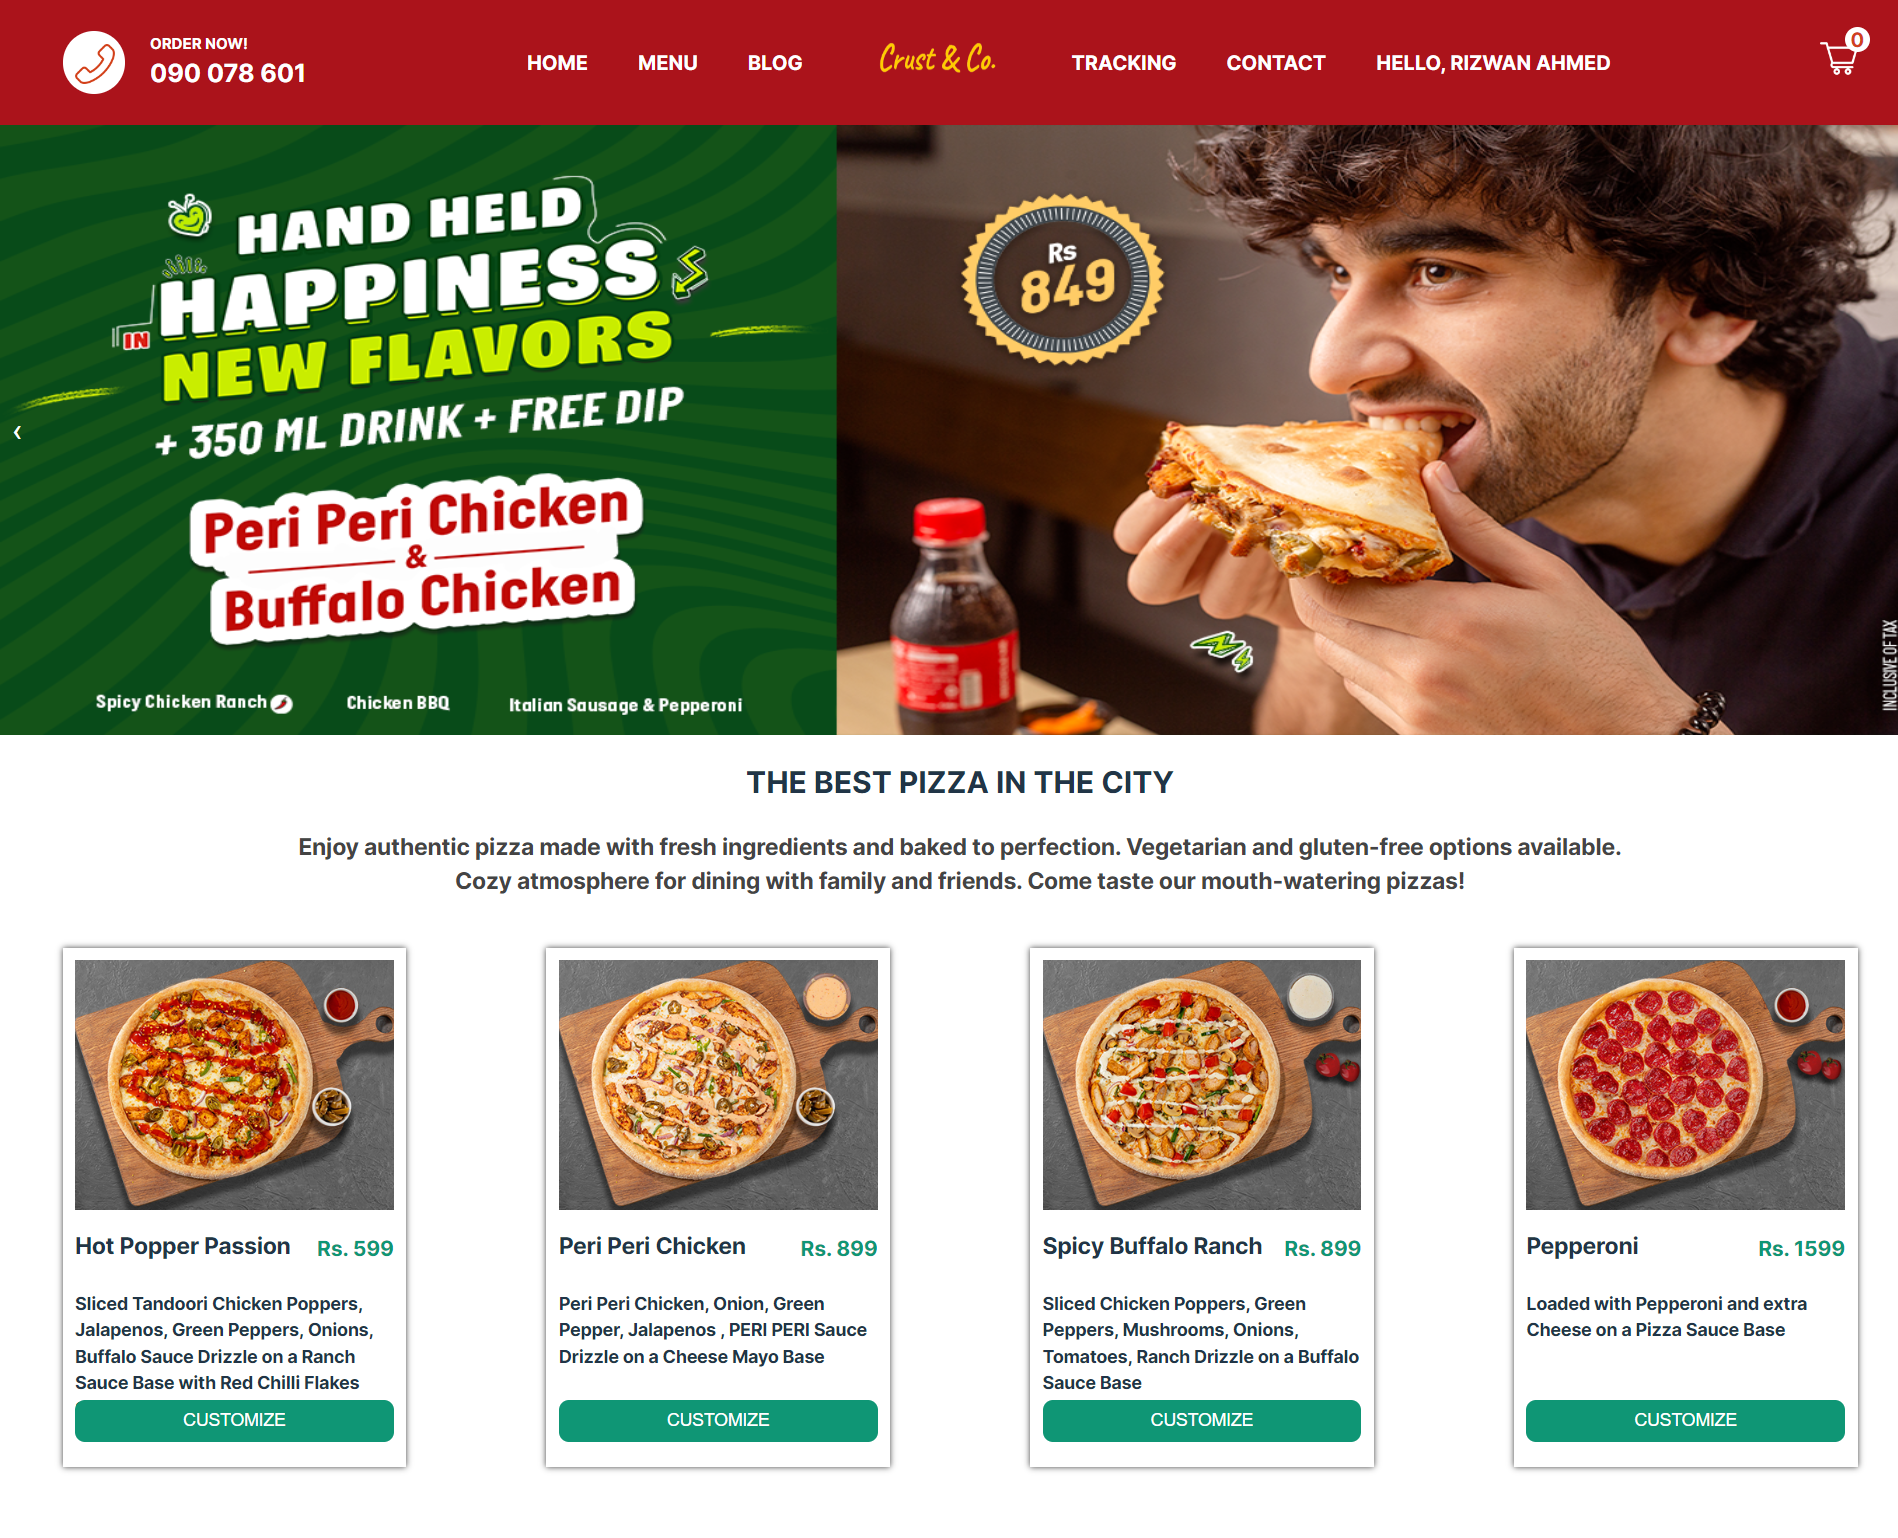 ORDER NOW!
090 078 601
HOME
MENU
BLOG
Crust & Co.
TRACKING
CONTACT
HELLO, RIZWAN AHMED
0
HAND HELD
HAPPINESS
IN
NEW FLAVORS
+ 350 ML DRINK + FREE DIP
Peri Peri Chicken
&
Buffalo Chicken
Spicy Chicken Ranch
Chicken BBQ
Italian Sausage & Pepperoni
Rs
849
INCLUSIVE OF TAX
THE BEST PIZZA IN THE CITY
Enjoy authentic pizza made with fresh ingredients and baked to perfection. Vegetarian and gluten-free options available.
Cozy atmosphere for dining with family and friends. Come taste our mouth-watering pizzas!
Hot Popper Passion
Rs. 599
Sliced Tandoori Chicken Poppers,
Jalapenos, Green Peppers, Onions,
Buffalo Sauce Drizzle on a Ranch
Sauce Base with Red Chilli Flakes
CUSTOMIZE
Peri Peri Chicken
Rs. 899
Peri Peri Chicken, Onion, Green
Pepper, Jalapenos , PERI PERI Sauce
Drizzle on a Cheese Mayo Base
CUSTOMIZE
Spicy Buffalo Ranch
Rs. 899
Sliced Chicken Poppers, Green
Peppers, Mushrooms, Onions,
Tomatoes, Ranch Drizzle on a Buffalo
Sauce Base
CUSTOMIZE
Pepperoni
Rs. 1599
Loaded with Pepperoni and extra
Cheese on a Pizza Sauce Base
CUSTOMIZE